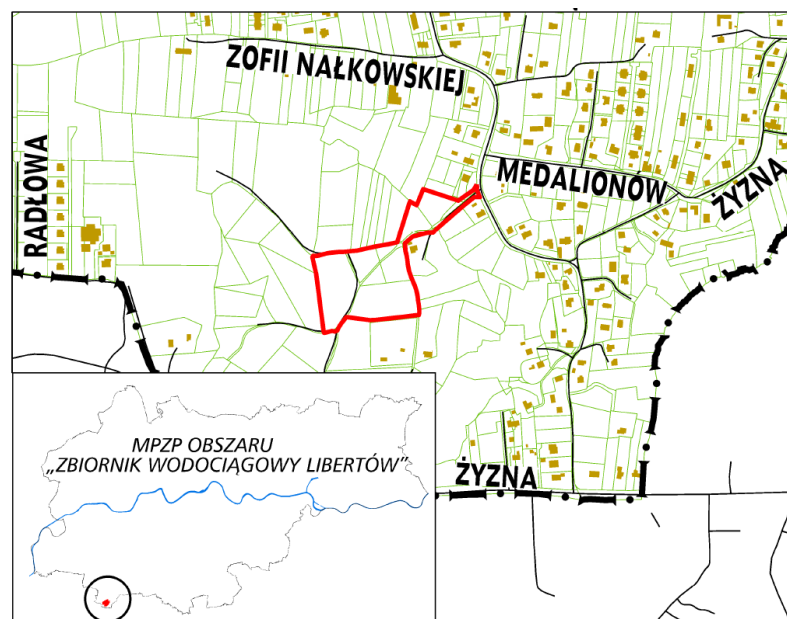 ZOFII NAŁKOWSKIEJ
MEDALIONÓW
ŻYZNA
RADŁOWA
MPZP OBSZARU
„ZBIORNIK WODOCIĄGOWY LIBERTÓW”
ŻYZNA